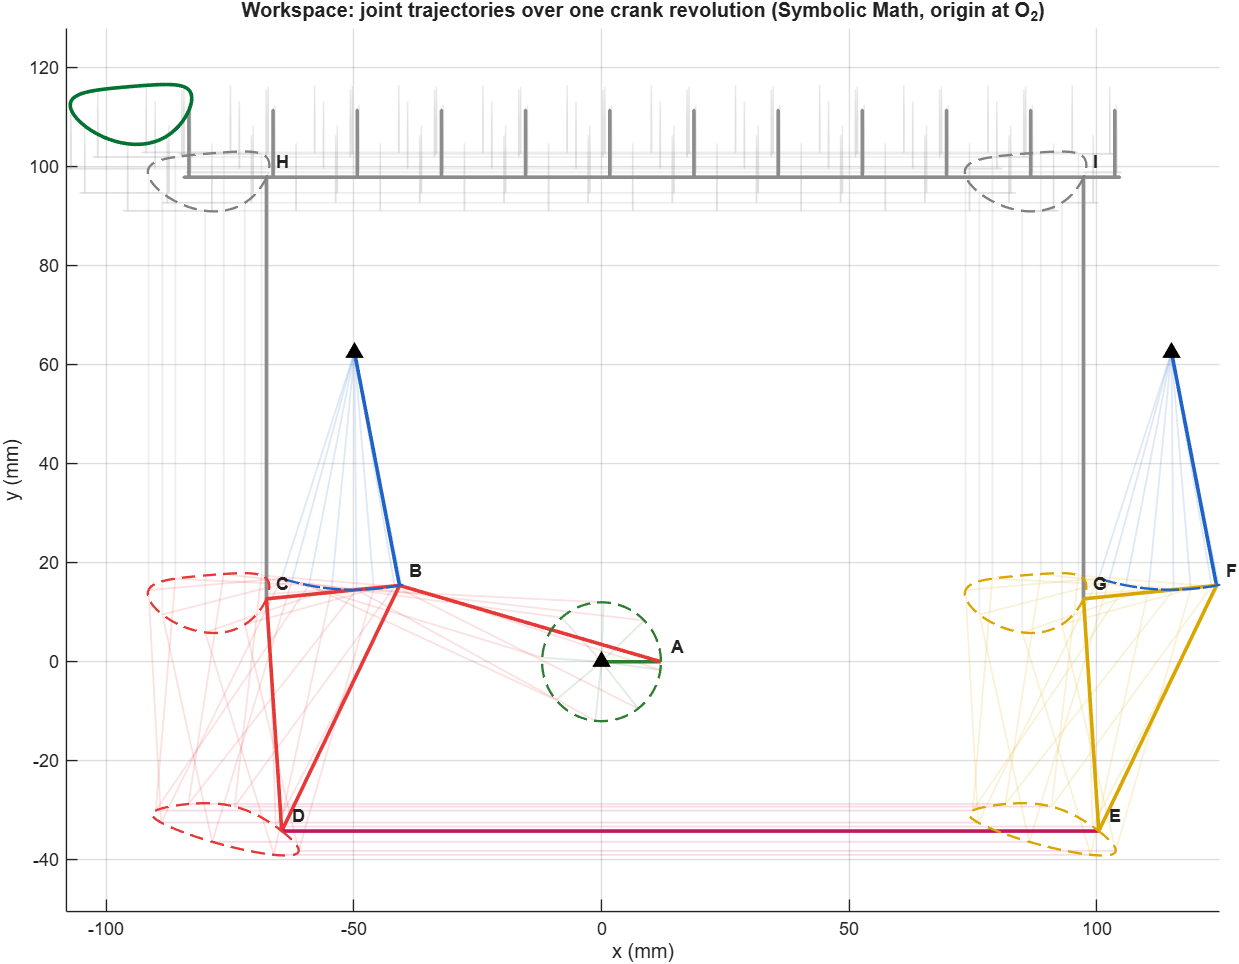 Workspace: joint trajectories over one crank revolution (Symbolic Math, origin at O₂)
120
100
80
60
40
20
0
-20
-40
y (mm)
H
I
C
B
G
F
A
D
E
-100
-50
0
50
100
x (mm)